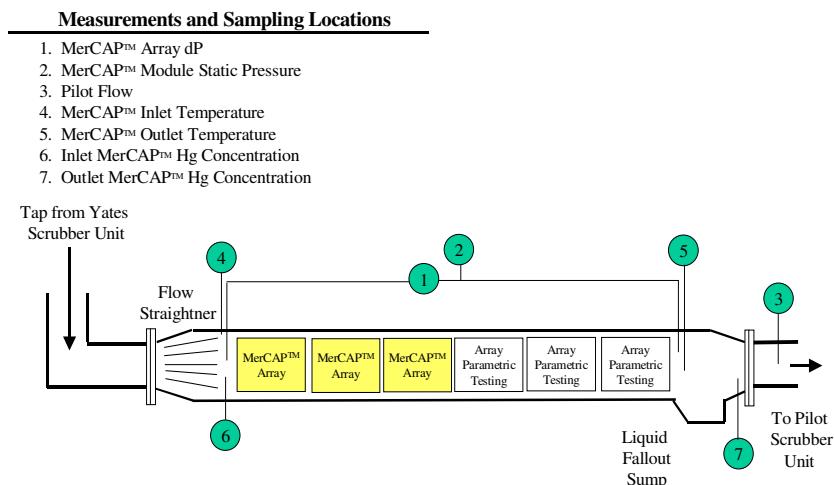 Measurements and Sampling Locations
1. MerCAP™ Array dP
2. MerCAP™ Module Static Pressure
3. Pilot Flow
4. MerCAP™ Inlet Temperature
5. MerCAP™ Outlet Temperature
6. Inlet MerCAP™ Hg Concentration
7. Outlet MerCAP™ Hg Concentration
Tap from Yates
Scrubber Unit
Flow
Straightner
4
2
1
5
3
MerCAP™
Array
MerCAP™
Array
MerCAP™
Array
Array
Parametric
Testing
Array
Parametric
Testing
Array
Parametric
Testing
6
7
Liquid
Fallout
Sump
To Pilot
Scrubber
Unit